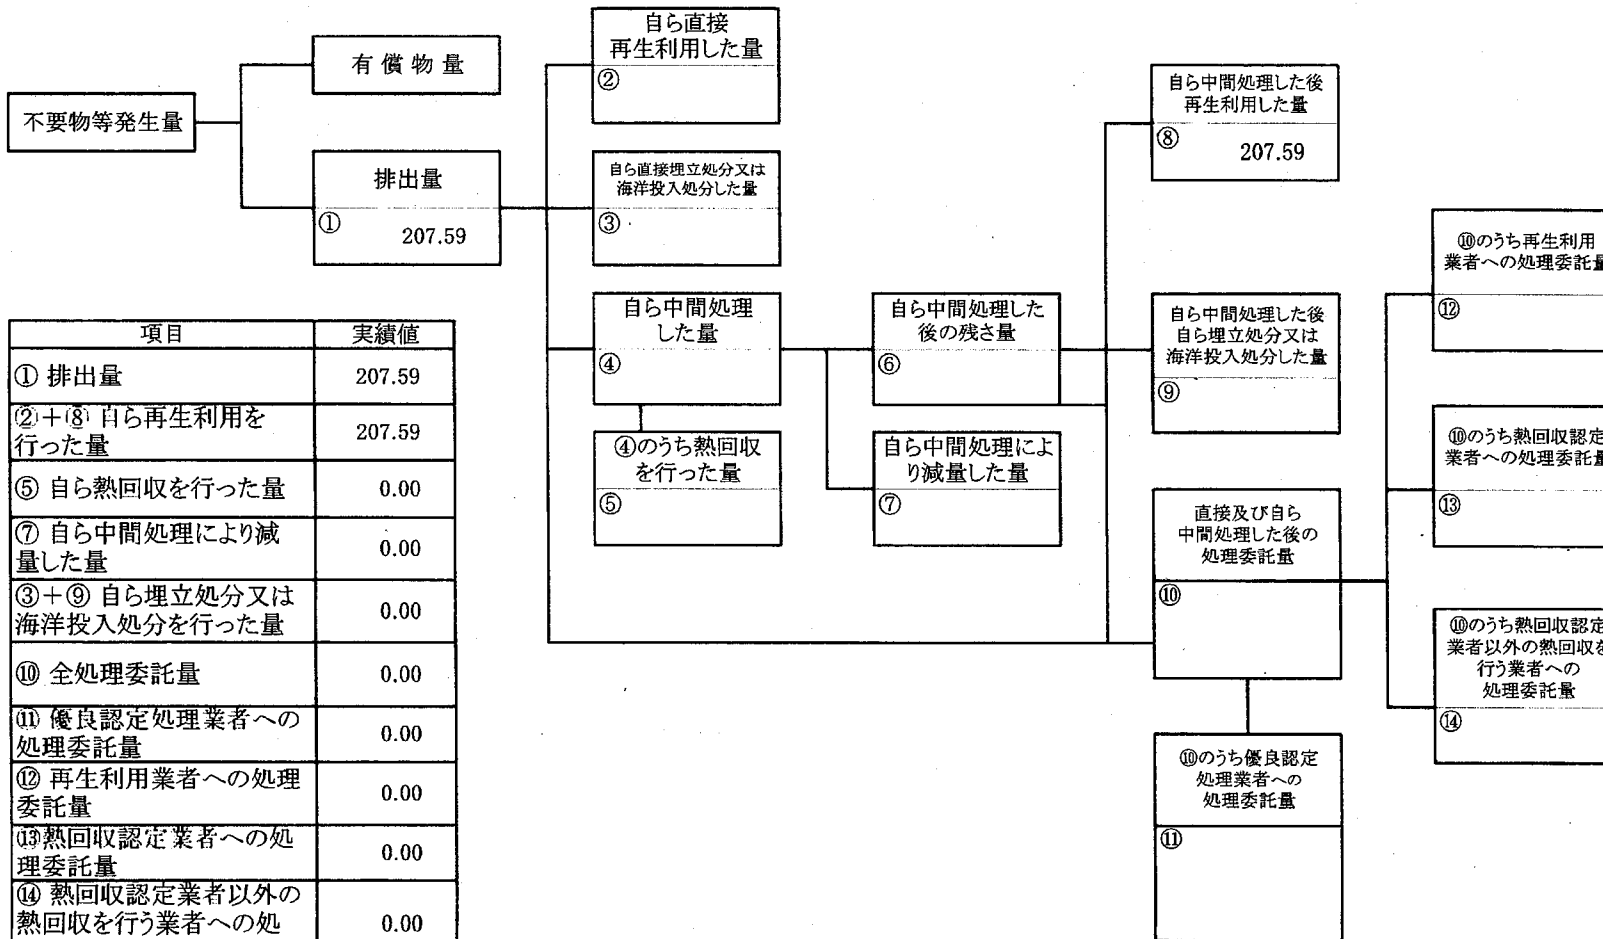 不要物等発生量
有償物量
排出量
①
207.59
自ら直接
再生利用した量
②
自ら直接埋立処分又は
海洋投入処分した量
③
自ら中間処理
した量
④
④のうち熱回収
を行った量
⑤
自ら中間処理した
後の残さ量
⑥
自ら中間処理によ
り減量した量
⑦
自ら中間処理した後
再生利用した量
⑧
207.59
自ら中間処理した後
自ら埋立処分又は
海洋投入処分した量
⑨
直接及び自ら
中間処理した後の
処理委託量
⑩
⑩のうち優良認定
処理業者への
処理委託量
⑪
⑩のうち再生利用
業者への処理委託量
⑫
⑩のうち熱回収認定
業者への処理委託量
⑬
⑩のうち熱回収認定
業者以外の熱回収を
行う業者への
処理委託量
⑭
項目 実績値
① 排出量 207.59
②+⑧ 自ら再生利用を
行った量 207.59
⑤ 自ら熱回収を行った量 0.00
⑦ 自ら中間処理により減
量した量 0.00
③+⑨ 自ら埋立処分又は
海洋投入処分を行った量 0.00
⑩ 全処理委託量 0.00
⑪ 優良認定処理業者への
処理委託量 0.00
⑫ 再生利用業者への処理
委託量 0.00
⑬熱回収認定業者への処
理委託量 0.00
⑭ 熱回収認定業者以外の
熱回収を行う業者への処 0.00